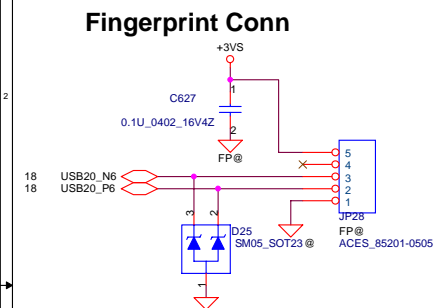 Fingerprint Conn
+3VS
2
1
C627
0.1U_0402_16V4Z
2
FP@
5
4
18 USB20_N6 3
18 USB20_P6 2
1
JP28
FP@
ACES_85201-0505
3 2
D25
SM05_SOT23@
1